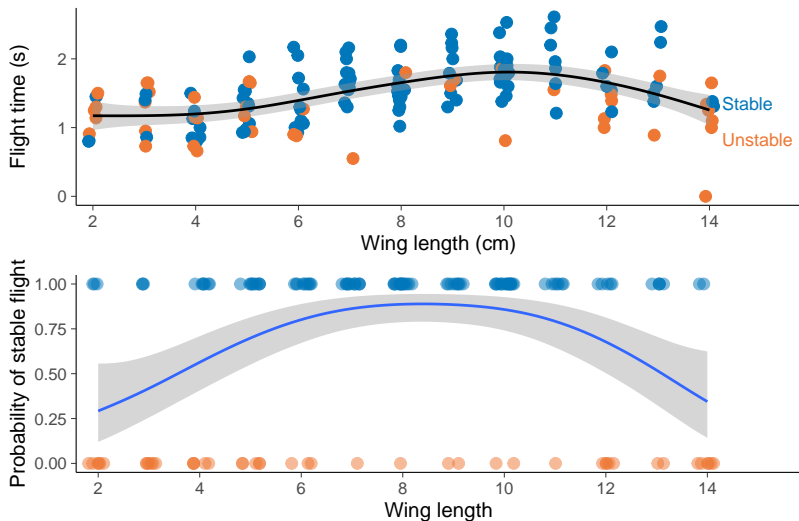 Flight time (s)
2
1
0
Stable
Unstable
2 4 6 8 10 12 14
Wing length (cm)
Probability of stable flight
1.00
0.75
0.50
0.25
0.00
2 4 6 8 10 12 14
Wing length